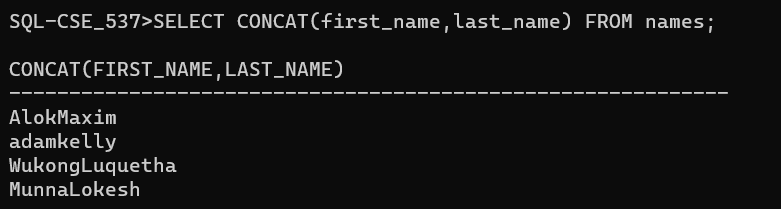 SQL-CSE_537>SELECT CONCAT(first_name,last_name) FROM names;
CONCAT(FIRST_NAME,LAST_NAME)
------------------------------------------------------------
AlokMaxim
adamkelly
WukongLuquetha
MunnaLokesh